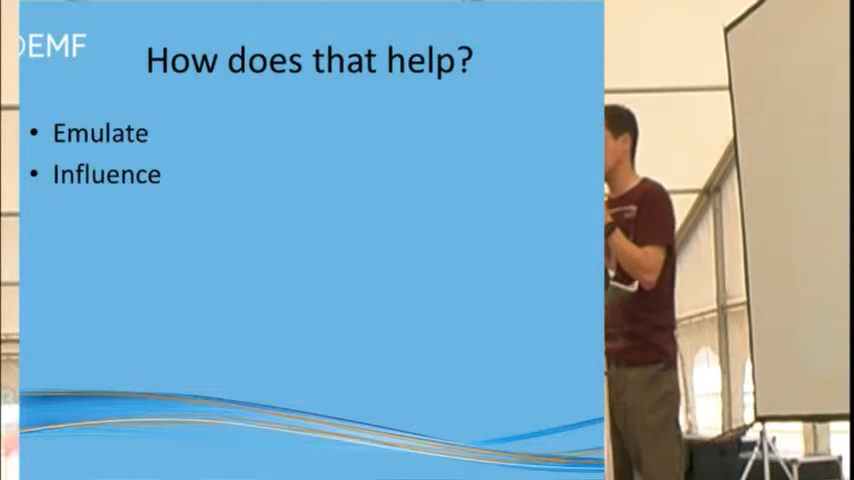 EMF
How does that help?
• Emulate
• Influence